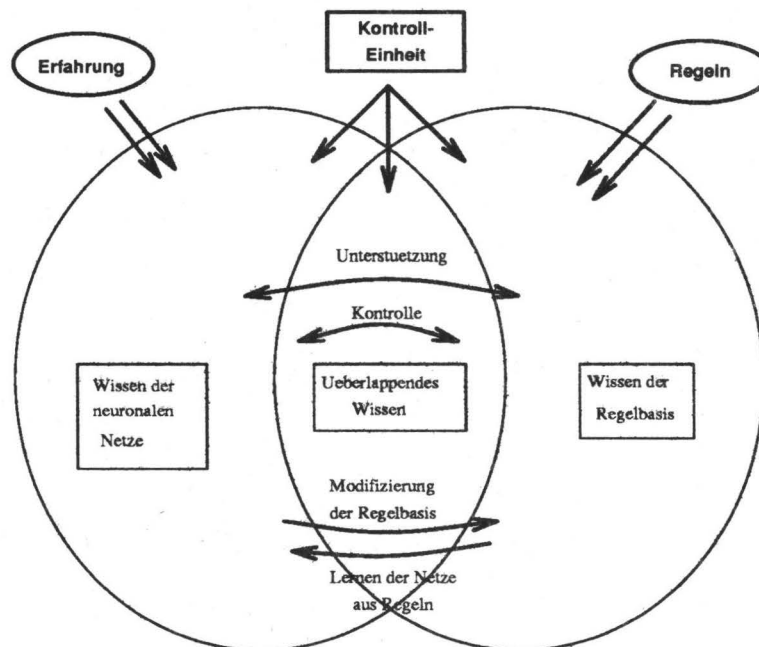 Kontroll-
Einheit
Erfahrung
Regeln
Unterstuetzung
Kontrolle
Wissen der
neuronalen
Netze
Ueberlappendes
Wissen
Wissen der
Regelbasis
Modifizierung
der Regelbasis
Lernen der Netze
aus Regeln